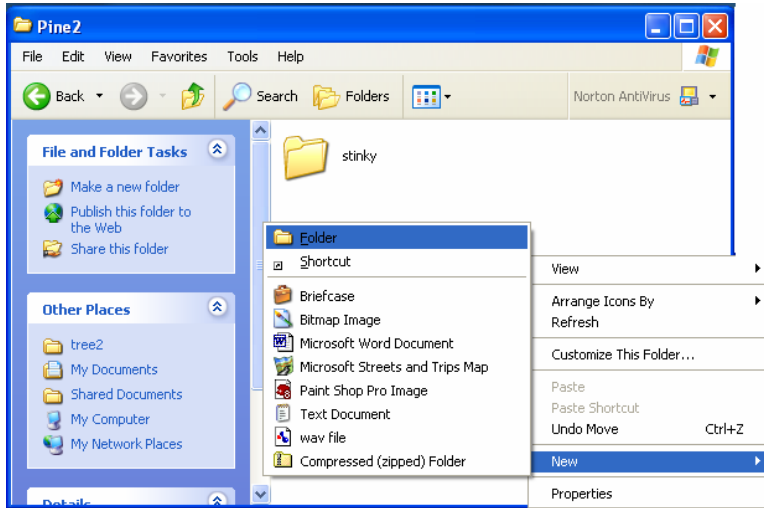 Pine2
File Edit View Favorites Tools Help
Back Search Folders Norton AntiVirus
File and Folder Tasks
Make a new folder
Publish this folder to
the Web
Share this folder
Other Places
tree2
My Documents
Shared Documents
My Computer
My Network Places
Details
stinky
Folder
Shortcut
Briefcase
Bitmap Image
Microsoft Word Document
Microsoft Streets and Trips Map
Paint Shop Pro Image
Text Document
wav file
Compressed (zipped) Folder
View
Arrange Icons By
Refresh
Customize This Folder...
Paste
Paste Shortcut
Undo Move Ctrl+Z
New
Properties